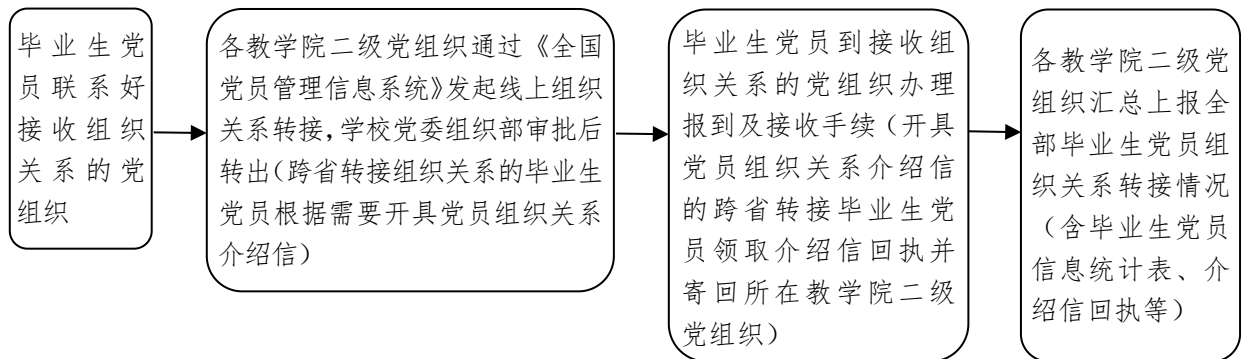 毕业生党
员联系好
接收组织
关系的党
组织
各教学院二级党组织通过《全国
党员管理信息系统》发起线上组织
关系转接，学校党委组织部审批后
转出（跨省转接组织关系的毕业生
党员根据需要开具党员组织关系
介绍信）
毕业生党员到接收组
织关系的党组织办理
报到及接收手续（开具
党员组织关系介绍信
的跨省转接毕业生党
员领取介绍信回执并
寄回所在教学院二级
党组织）
各教学院二级党
组织汇总上报全
部毕业生党员组
织关系转接情况
（含毕业生党员
信息统计表、介
绍信回执等）